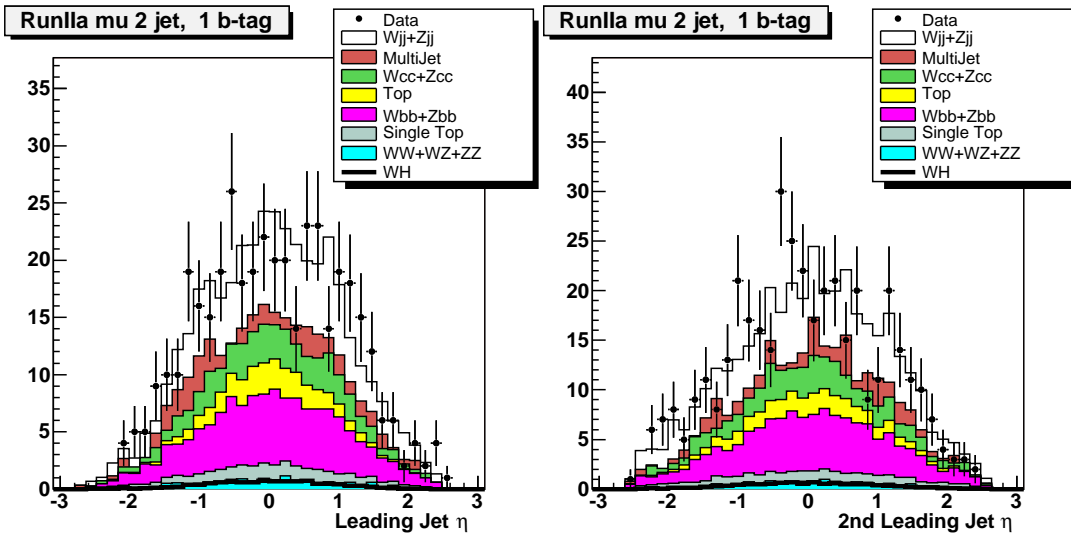 RunIIa mu 2 jet, 1 b-tag
Data
Wjj+Zjj
MultiJet
Wcc+Zcc
Top
Wbb+Zbb
Single Top
WW+WZ+ZZ
WH
35
30
25
20
15
10
5
0
-3 -2 -1 0 1 2 3
Leading Jet η
RunIIa mu 2 jet, 1 b-tag
Data
Wjj+Zjj
MultiJet
Wcc+Zcc
Top
Wbb+Zbb
Single Top
WW+WZ+ZZ
WH
40
35
30
25
20
15
10
5
0
-3 -2 -1 0 1 2 3
2nd Leading Jet η